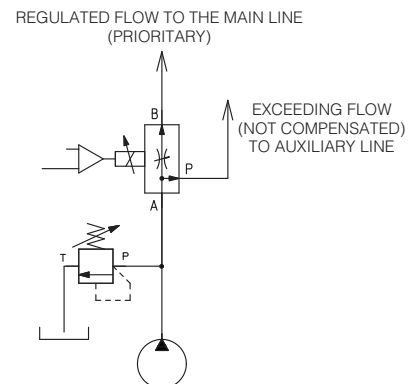 REGULATED FLOW TO THE MAIN LINE
(PRIORITARY)
B
EXCEEDING FLOW
(NOT COMPENSATED)
TO AUXILIARY LINE
P
A
T
P